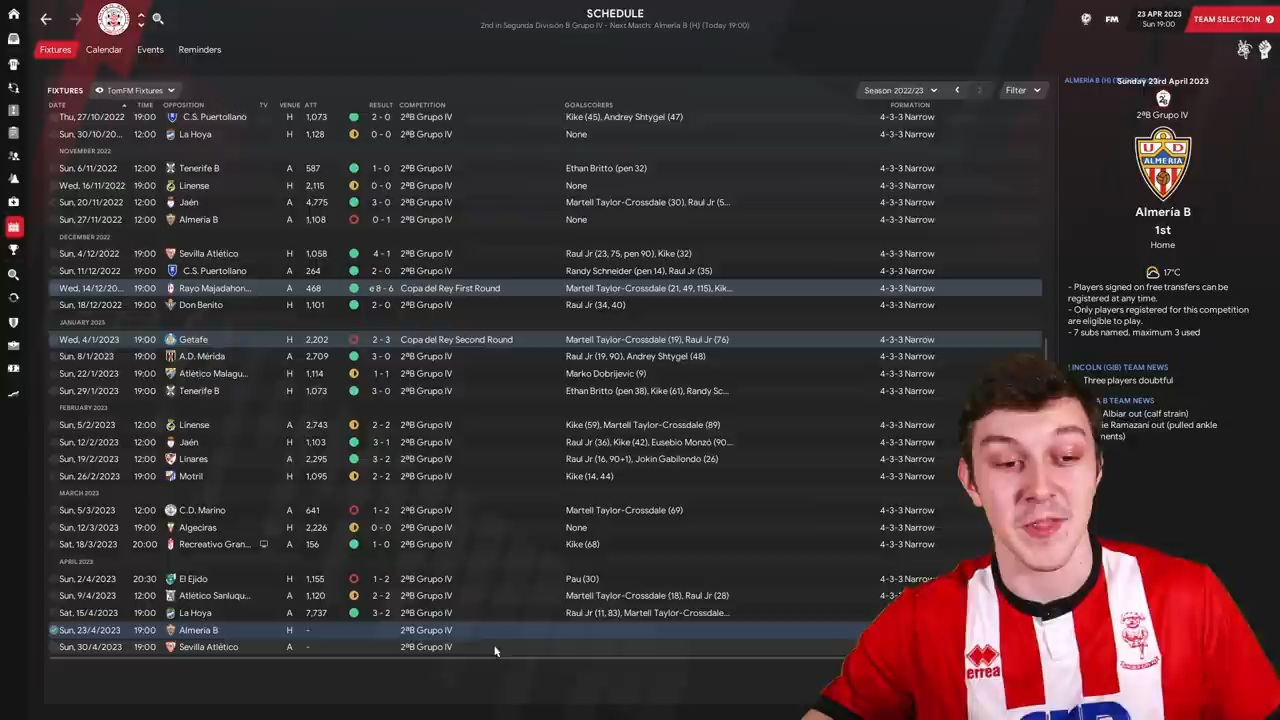 SCHEDULE
2nd in Segunda División B Grupo IV - Next Match: Almería B (H) (Today 19:00)
FM
23 APR 2023
Sun 19:00
TEAM SELECTION
Fixtures Calendar Events Reminders
FIXTURES TomFM Fixtures Season 2022/23 Filter
DATE TIME OPPOSITION TV VENUE ATT RESULT COMPETITION GOALSCORERS FORMATION
Thu, 27/10/2022 19:00 C.S. Puertollano H 1,073 2 - 0 2ªB Grupo IV Kike (45), Andrey Shtygel (47) 4-3-3 Narrow
Sun, 30/10/20... 12:00 La Hoya H 1,128 0 - 0 2ªB Grupo IV None 4-3-3 Narrow
NOVEMBER 2022
Sun, 6/11/2022 12:00 Tenerife B A 587 1 - 0 2ªB Grupo IV Ethan Britto (pen 32) 4-3-3 Narrow
Wed, 16/11/2022 19:00 Linense H 2,115 0 - 0 2ªB Grupo IV None 4-3-3 Narrow
Sun, 20/11/2022 12:00 Jaén A 4,775 3 - 0 2ªB Grupo IV Martell Taylor-Crossdale (30), Raul Jr (5... 4-3-3 Narrow
Sun, 27/11/2022 12:00 Almería B A 1,108 0 - 1 2ªB Grupo IV None 4-3-3 Narrow
DECEMBER 2022
Sun, 4/12/2022 19:00 Sevilla Atlético H 1,058 4 - 1 2ªB Grupo IV Raul Jr (23, 75, pen 90), Kike (32) 4-3-3 Narrow
Sun, 11/12/2022 19:00 C.S. Puertollano A 264 2 - 0 2ªB Grupo IV Randy Schneider (pen 14), Raul Jr (35) 4-3-3 Narrow
Wed, 14/12/20... 19:00 Rayo Majadahon... A 468 e 8 - 6 Copa del Rey First Round Martell Taylor-Crossdale (21, 49, 115), Kik... 4-3-3 Narrow
Sun, 18/12/2022 19:00 Don Benito H 1,101 2 - 0 2ªB Grupo IV Raul Jr (34, 40) 4-3-3 Narrow
JANUARY 2023
Wed, 4/1/2023 19:00 Getafe H 2,202 2 - 3 Copa del Rey Second Round Martell Taylor-Crossdale (19), Raul Jr (76) 4-3-3 Narrow
Sun, 8/1/2023 19:00 A.D. Mérida A 2,709 3 - 0 2ªB Grupo IV Raul Jr (19, 90), Andrey Shtygel (48) 4-3-3 Narrow
Sun, 22/1/2023 19:00 Atlético Malagu... H 1,114 1 - 1 2ªB Grupo IV Marko Dobrijevic (9) 4-3-3 Narrow
Sun, 29/1/2023 19:00 Tenerife B H 1,073 3 - 0 2ªB Grupo IV Ethan Britto (pen 38), Kike (61), Randy Sc... 4-3-3 Narrow
FEBRUARY 2023
Sun, 5/2/2023 12:00 Linense A 2,743 2 - 2 2ªB Grupo IV Kike (59), Martell Taylor-Crossdale (89) 4-3-3 Narrow
Sun, 12/2/2023 12:00 Jaén H 1,103 3 - 1 2ªB Grupo IV Raul Jr (36), Kike (42), Eusebio Monzó (90... 4-3-3 Narrow
Sun, 19/2/2023 12:00 Linares A 2,295 3 - 2 2ªB Grupo IV Raul Jr (16, 90+1), Jokin Gabilondo (26) 4-3-3 Narrow
Sun, 26/2/2023 19:00 Motril H 1,095 2 - 2 2ªB Grupo IV Kike (14, 44) 4-3-3 Narrow
MARCH 2023
Sun, 5/3/2023 12:00 C.D. Marino A 641 1 - 2 2ªB Grupo IV Martell Taylor-Crossdale (69) 4-3-3 Narrow
Sun, 12/3/2023 19:00 Algeciras H 2,226 0 - 0 2ªB Grupo IV None 4-3-3 Narrow
Sat, 18/3/2023 20:00 Recreativo Gran... A 156 1 - 0 2ªB Grupo IV Kike (68) 4-3-3 Narrow
APRIL 2023
Sun, 2/4/2023 20:30 El Ejido H 1,155 1 - 2 2ªB Grupo IV Pau (30) 4-3-3 Narrow
Sun, 9/4/2023 12:00 Atlético Sanluqu... A 1,120 2 - 2 2ªB Grupo IV Martell Taylor-Crossdale (18), Raul Jr (28) 4-3-3 Narrow
Sat, 15/4/2023 19:00 La Hoya A 7,737 3 - 2 2ªB Grupo IV Raul Jr (11, 83), Martell Taylor-Crossdale... 4-3-3 Narrow
Sun, 23/4/2023 19:00 Almería B H - 2ªB Grupo IV
Sun, 30/4/2023 19:00 Sevilla Atlético A - 2ªB Grupo IV
Sunday 23rd April 2023
2ªB Grupo IV
U D
ALMERIA
Almería B
1st
Home
17°C
- Players signed on free transfers can be
registered at any time.
- Only players registered for this competition
are eligible to play.
- 7 subs named, maximum 3 used
LINCOLN (GIB) TEAM NEWS
Three players doubtful
A B TEAM NEWS
Albiar out (calf strain)
ie Ramazani out (pulled ankle
ments)
errea